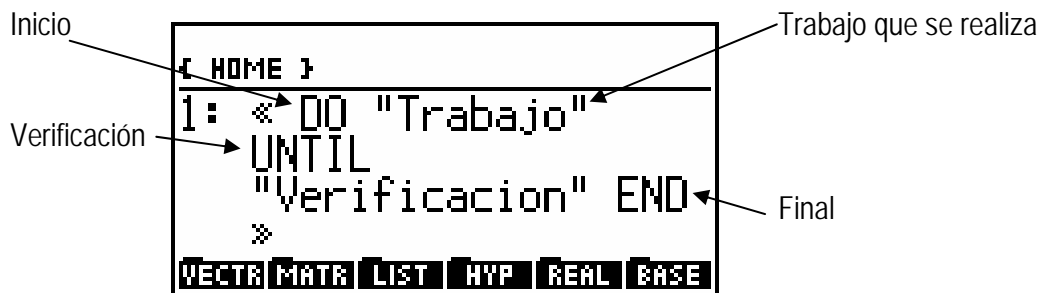 Inicio
Trabajo que se realiza
{ HOME }
1: « DO "Trabajo"
Verificación
UNTIL
"Verificacion" END
Final
»
VECTR MATR LIST HYP REAL BASE